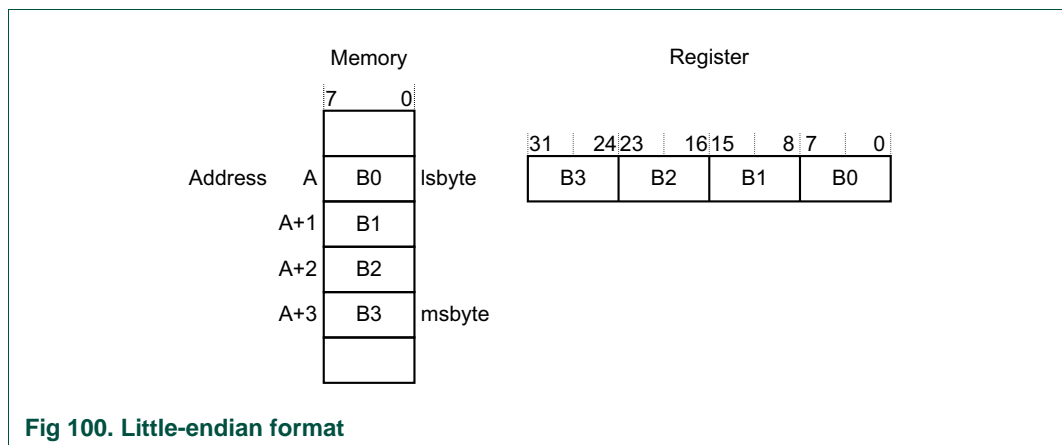 Memory
Register
7 0
31 24 23 16 15 8 7 0
Address A B0 lsbyte
B3 B2 B1 B0
A+1 B1
A+2 B2
A+3 B3 msbyte
Fig 100. Little-endian format